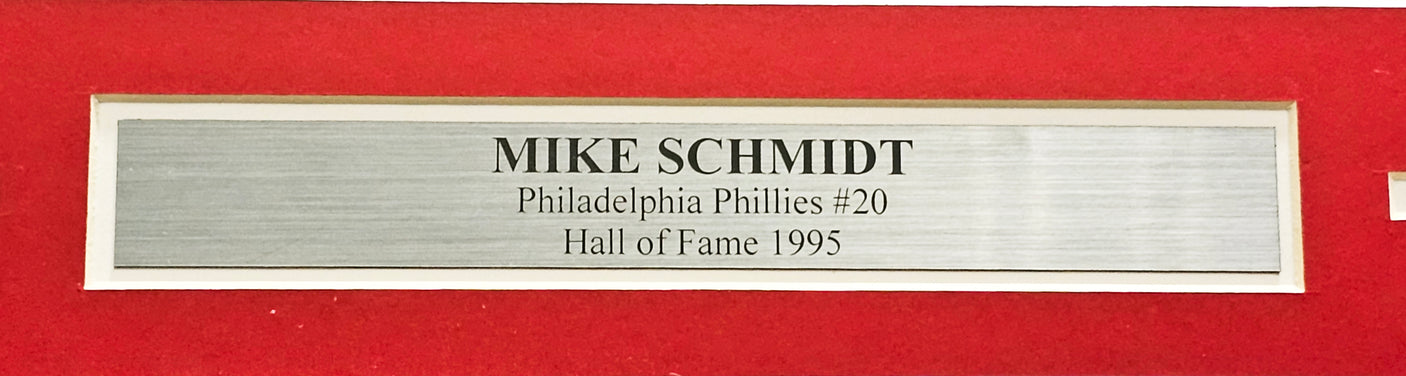 MIKE SCHMIDT
Philadelphia Phillies #20
Hall of Fame 1995